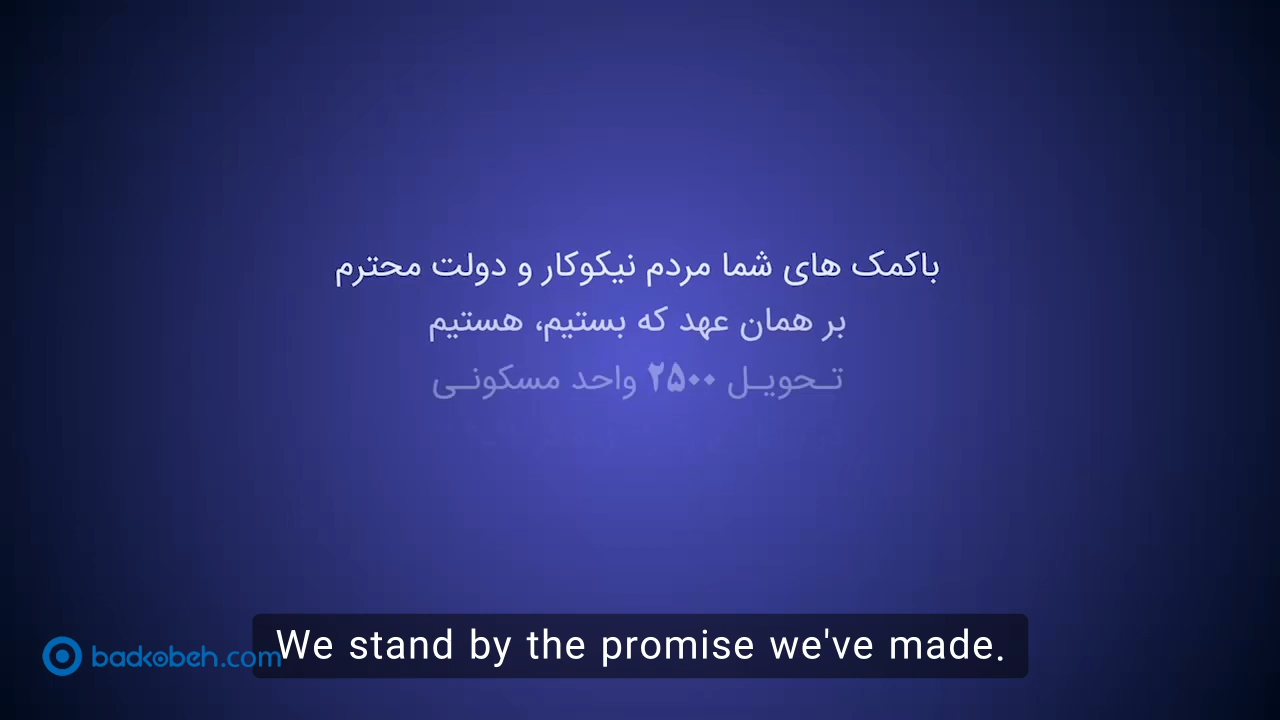 باکمک های شما مردم نیکوکار و دولت محترم
بر همان عهد که بستیم، هستیم
تـحویـل ۲۵۰۰ واحد مسکونـی
We stand by the promise we've made.
badkobeh.com